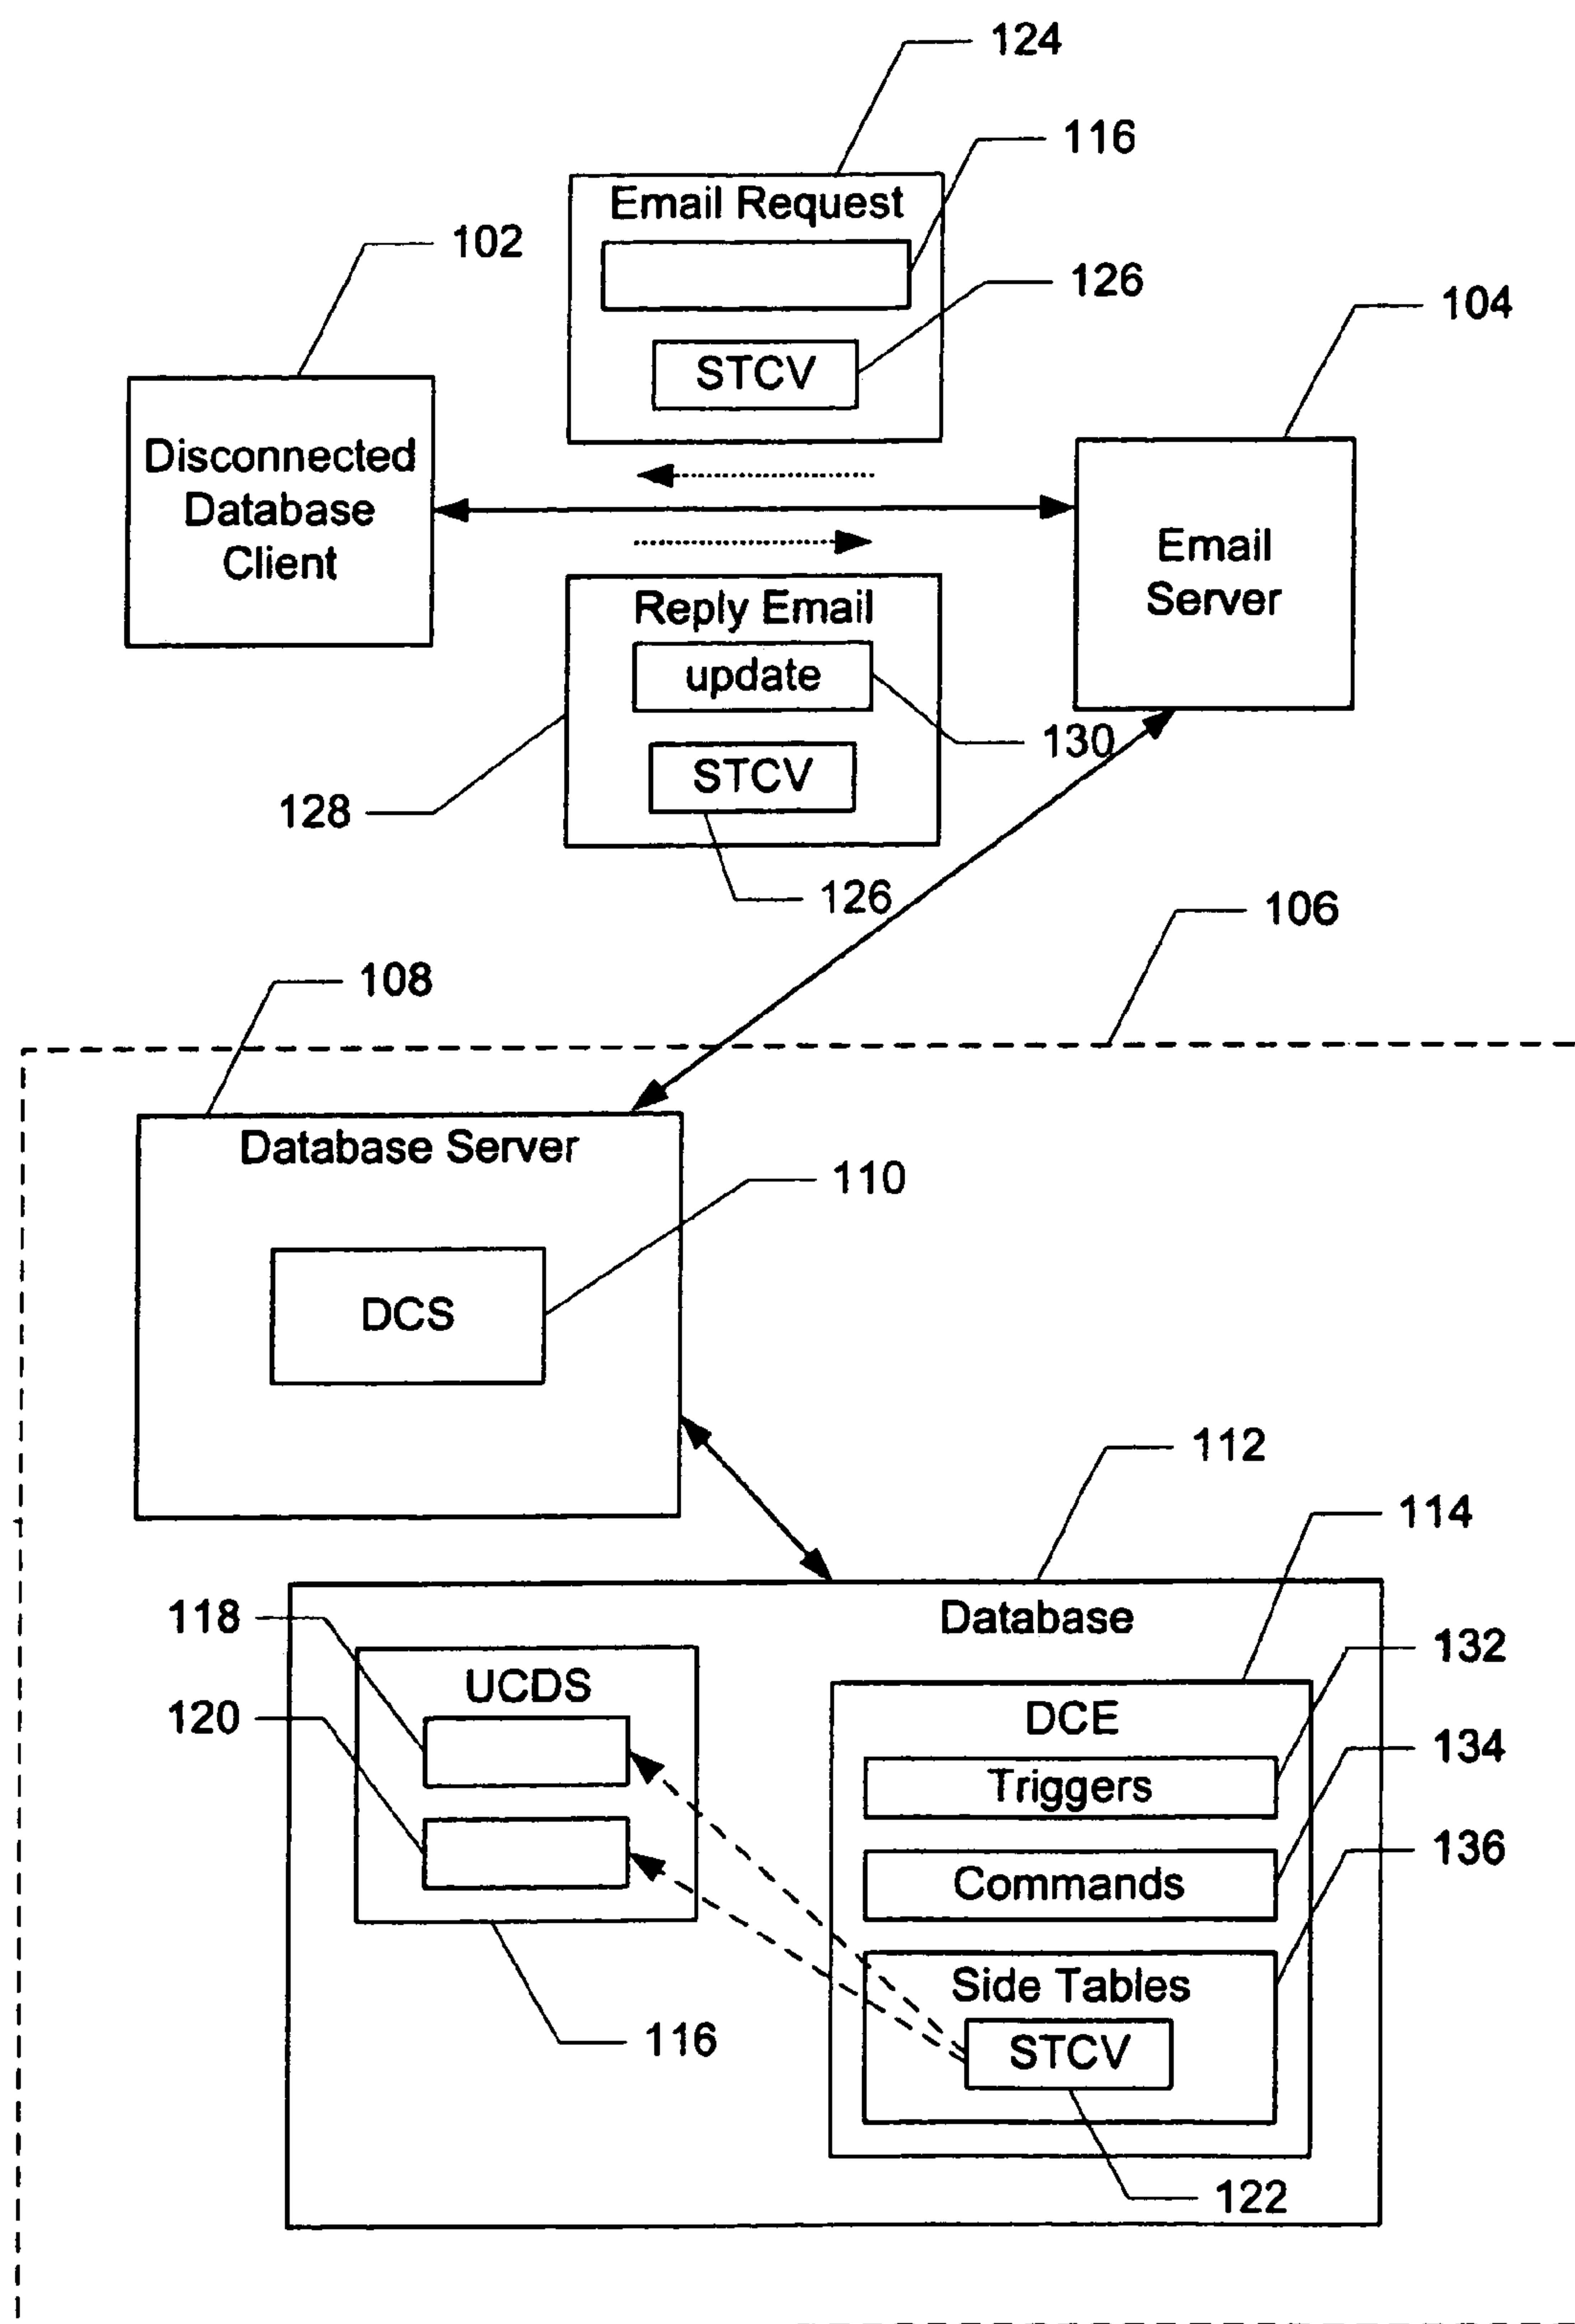 124
116
Email Request
102
126
104
STCV
Disconnected
Database
Client
Email
Server
Reply Email
update
130
STCV
128
126
106
108
Database Server
110
DCS
112
114
118
Database
132
UCDS
120
DCE
134
Triggers
136
Commands
Side Tables
116
STCV
122